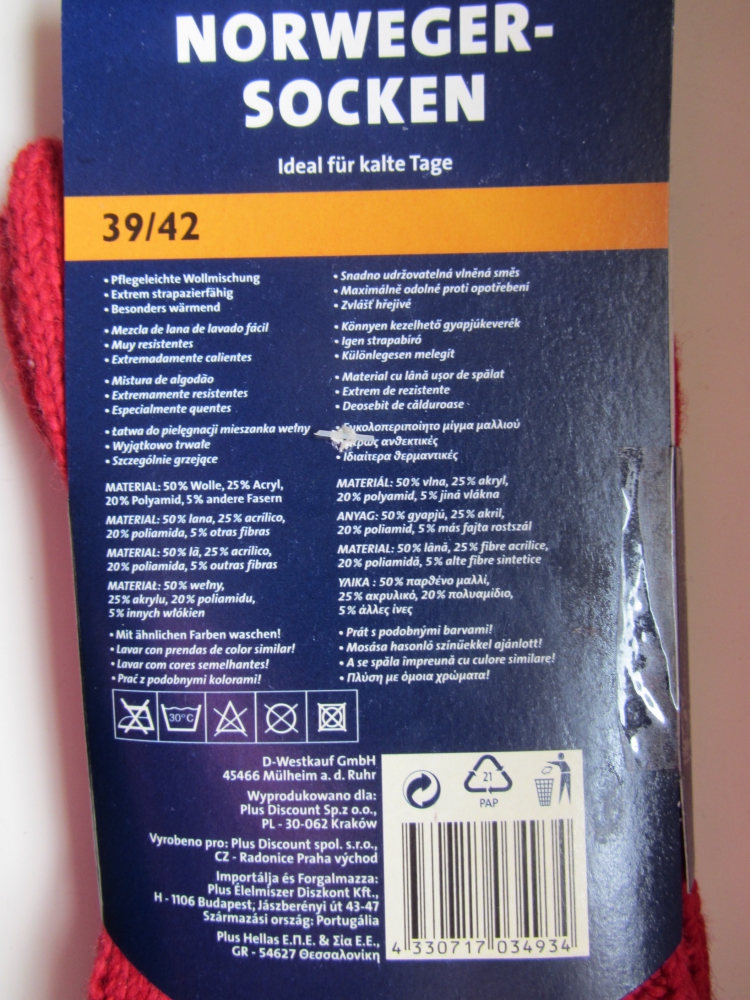 NORWEGER-
SOCKEN
Ideal für kalte Tage
39/42
• Pflegeleichte Wollmischung
• Extrem strapazierfähig
• Besonders wärmend
• Mezcla de lana de lavado fácil
• Muy resistentes
• Extremadamente calientes
• Mistura de algodão
• Extremamente resistentes
• Especialmente quentes
• Łatwa do pielęgnacji mieszanka wełny
• Wyjątkowo trwałe
• Szczególnie grzejące
MATERIAL: 50% Wolle, 25% Acryl,
20% Polyamid, 5% andere Fasern
MATERIAL: 50% lana, 25% acrílico,
20% poliamida, 5% otras fibras
MATERIAL: 50% lã, 25% acrílico,
20% poliamida, 5% outras fibras
MATERIAŁ: 50% wełny,
25% akrylu, 20% poliamidu,
5% innych włókien
• Mit ähnlichen Farben waschen!
• Lavar con prendas de color similar!
• Lavar com cores semelhantes!
• Prać z podobnymi kolorami!
• Snadno udržovatelná vlněná směs
• Maximálně odolné proti opotřebení
• Zvlášť hřejivé
• Könnyen kezelhető gyapjúkeverék
• Igen strapabíró
• Különlegesen melegít
• Material cu lână uşor de spălat
• Extrem de rezistente
• Deosebit de călduroase
μίγμα μαλλιού
ανθεκτικές
• Ιδιαίτερα θερμαντικές
MATERIÁL: 50% vlna, 25% akryl,
20% polyamid, 5% jiná vlákna
ANYAG: 50% gyapjú, 25% akril,
20% poliamid, 5% más fajta rostszál
MATERIAL: 50% lână, 25% fibre acrilice,
20% poliamidă, 5% alte fibre sintetice
ΥΛΙΚΑ : 50% παρθένο μαλλί,
25% ακρυλικό, 20% πολυαμίδιο,
5% άλλες ίνες
• Prát s podobnými barvami!
• Mosása hasonló színűekkel ajánlott!
• A se spăla împreună cu culore similare!
• Πλύση με όμοια χρώματα!
30°C
D-Westkauf GmbH
45466 Mülheim a. d. Ruhr
Wyprodukowano dla:
Plus Discount Sp.z o.o.,
PL - 30-062 Kraków
Vyrobeno pro: Plus Discount spol. s.r.o.,
CZ - Radonice Praha východ
Importálja és Forgalmazza:
Plus Élelmiszer Diszkont Kft.,
H - 1106 Budapest, Jászberényi út 43-47
Származási ország: Portugália
Plus Hellas Ε.Π.Ε. & Σία Ε.Ε.,
GR - 54627 Θεσσαλονίκη
21
PAP
4 330717 034934